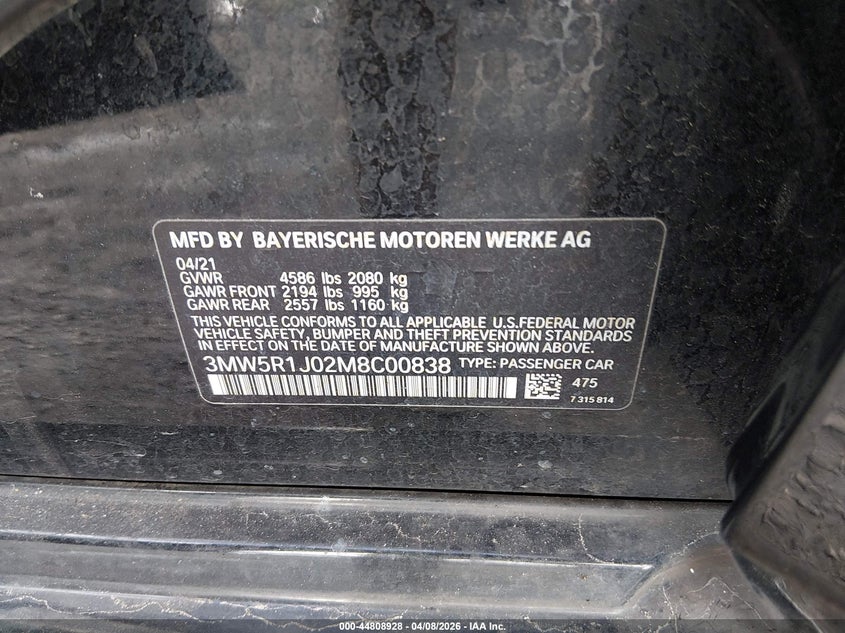 MFD BY BAYERISCHE MOTOREN WERKE AG
04/21
GVWR 4586 lbs 2080 kg
GAWR FRONT 2194 lbs 995 kg
GAWR REAR 2557 lbs 1160 kg
THIS VEHICLE CONFORMS TO ALL APPLICABLE U.S.FEDERAL MOTOR
VEHICLE SAFETY, BUMPER, AND THEFT PREVENTION STANDARDS
IN EFFECT ON THE DATE OF MANUFACTURE SHOWN ABOVE.
3MW5R1J02M8C00838 TYPE: PASSENGER CAR
475
7 315 814
000-44808928 - 04/08/2026 - IAA Inc.